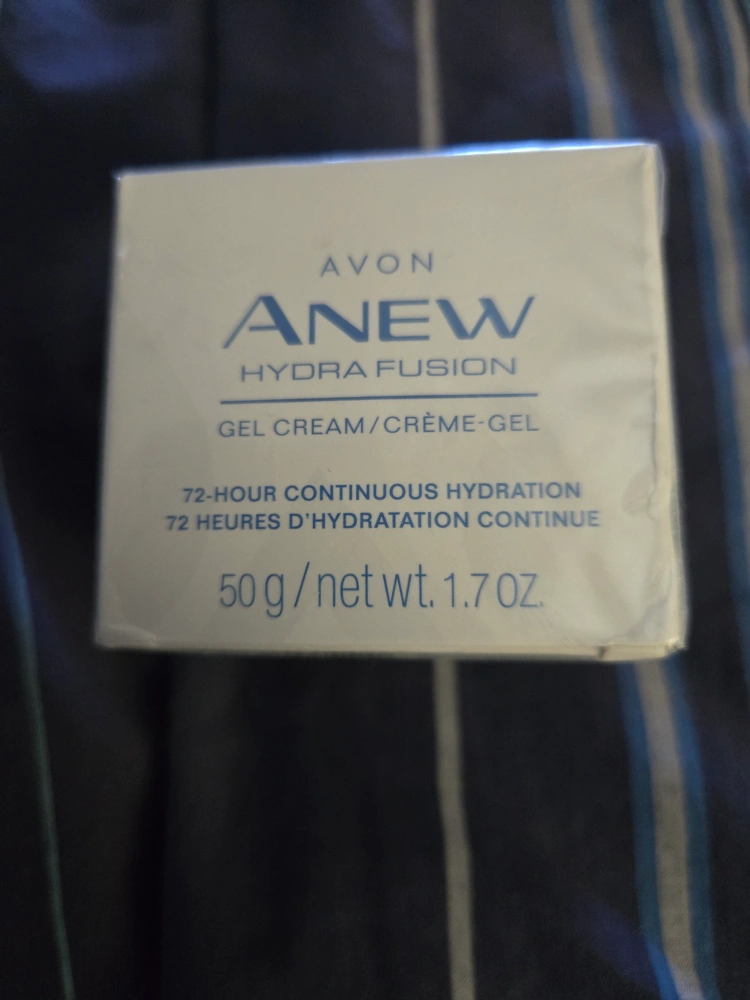 AVON
ANEW
HYDRA FUSION
GEL CREAM/CRÈME-GEL
72-HOUR CONTINUOUS HYDRATION
72 HEURES D'HYDRATATION CONTINUE
50 g/net wt. 1.7 OZ.